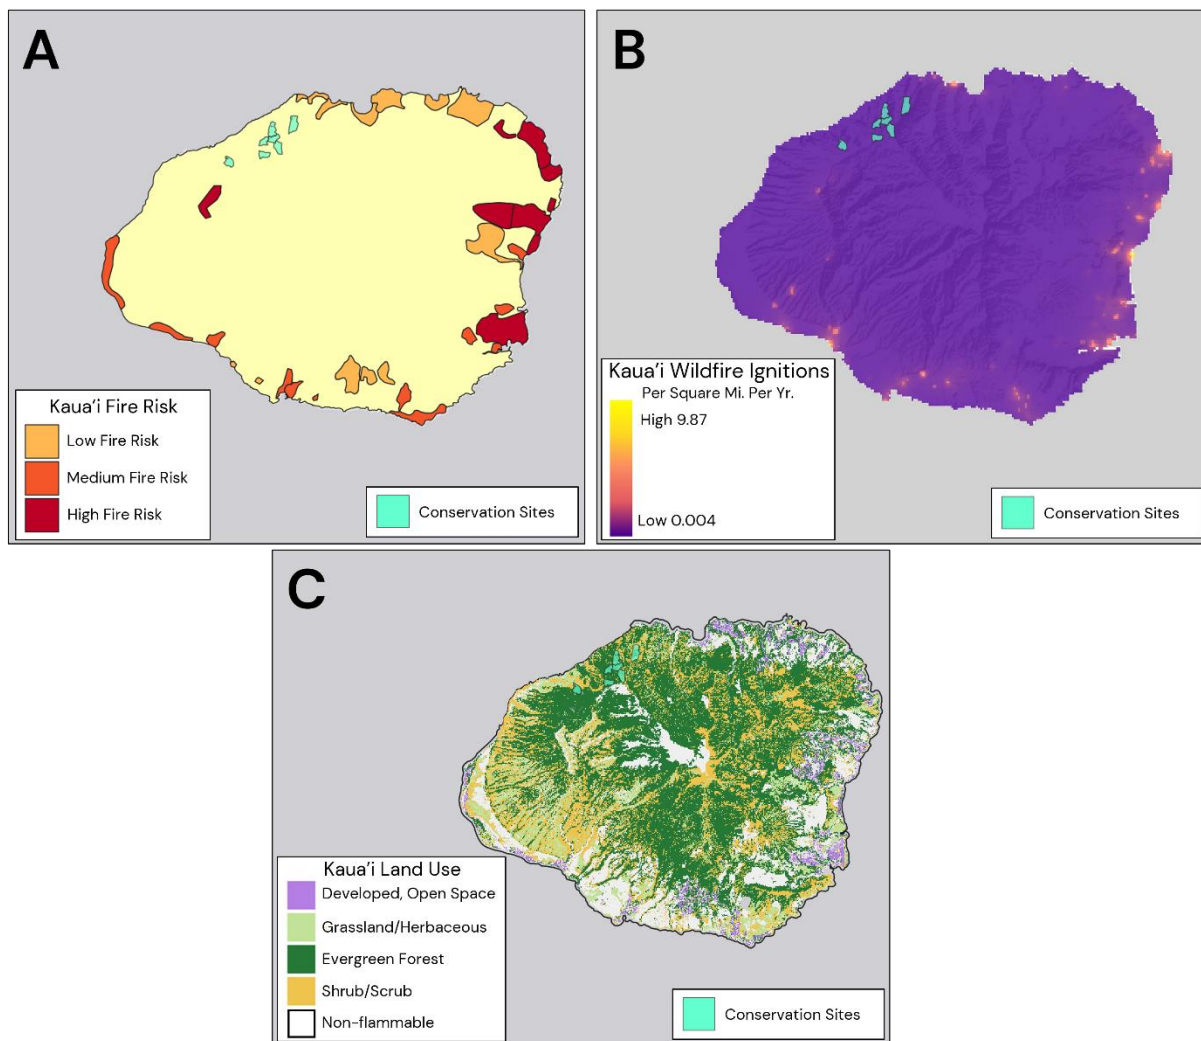 A
Kaua'i Fire Risk
Low Fire Risk
Medium Fire Risk
High Fire Risk
Conservation Sites
B
Kaua'i Wildfire Ignitions
Per Square Mi. Per Yr.
High 9.87
Low 0.004
Conservation Sites
C
Kaua'i Land Use
Developed, Open Space
Grassland/Herbaceous
Evergreen Forest
Shrub/Scrub
Non-flammable
Conservation Sites